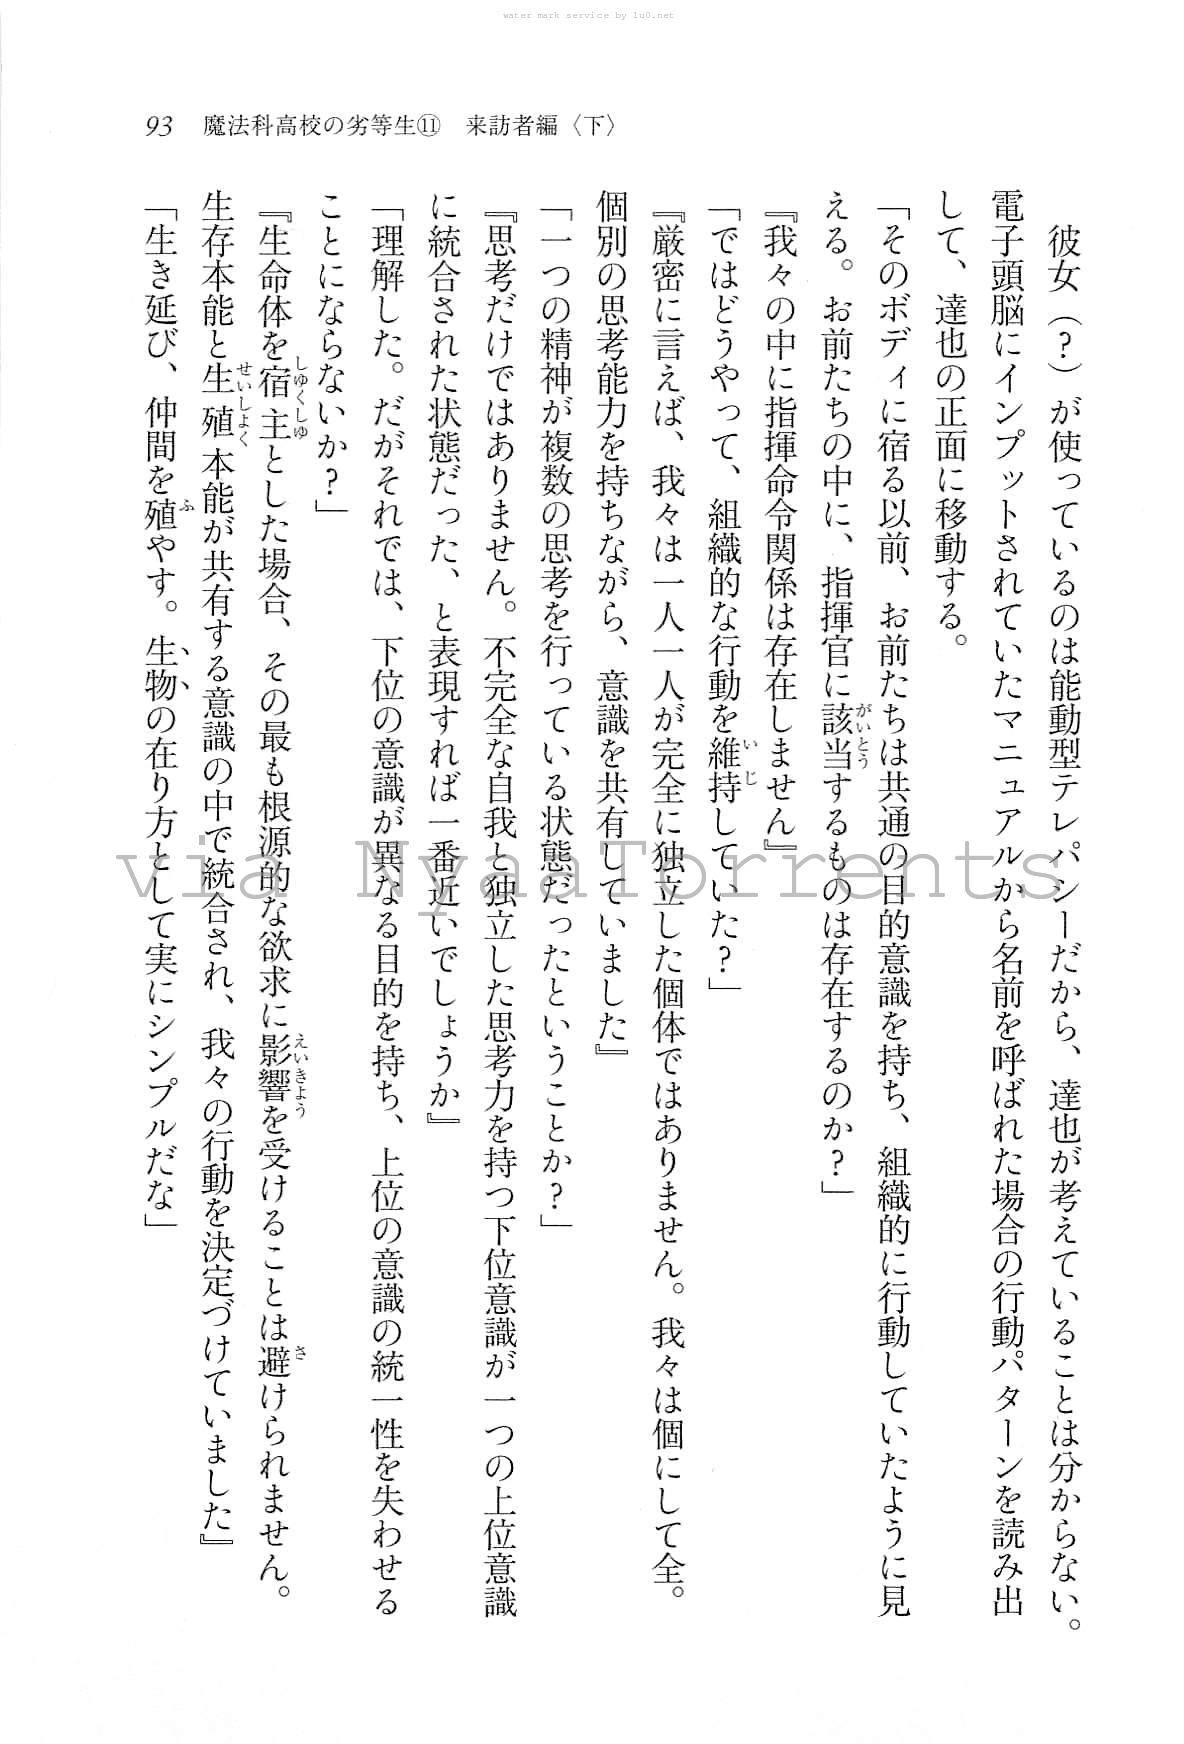 water mark service by lu0.net
93 魔法科高校の劣等生⑪ 来訪者編〈下〉
彼女（？）が使っているのは能動型テレパシーだから、達也が考えていることは分からない。
電子頭脳にインプットされていたマニュアルから名前を呼ばれた場合の行動パターンを読み出
して、達也の正面に移動する。
「そのボディに宿る以前、お前たちは共通の目的意識を持ち、組織的に行動していたように見
える。お前たちの中に、指揮官に該当するものは存在するのか？」
『我々の中に指揮命令関係は存在しません』
「ではどうやって、組織的な行動を維持していた？」
『厳密に言えば、我々は一人一人が完全に独立した個体ではありません。我々は個にして全。
個別の思考能力を持ちながら、意識を共有していました』
「一つの精神が複数の思考を行っている状態だったということか？」
『思考だけではありません。不完全な自我と独立した思考力を持つ下位意識が一つの上位意識
に統合された状態だった、と表現すれば一番近いでしょうか』
「理解した。だがそれでは、下位の意識が異なる目的を持ち、上位の意識の統一性を失わせる
ことにならないか？」
『生命体を宿主とした場合、その最も根源的な欲求に影響を受けることは避けられません。
生存本能と生殖本能が共有する意識の中で統合され、我々の行動を決定づけていました』
「生き延び、仲間を殖やす。生物の在り方として実にシンプルだな」
via NyaaTorrents